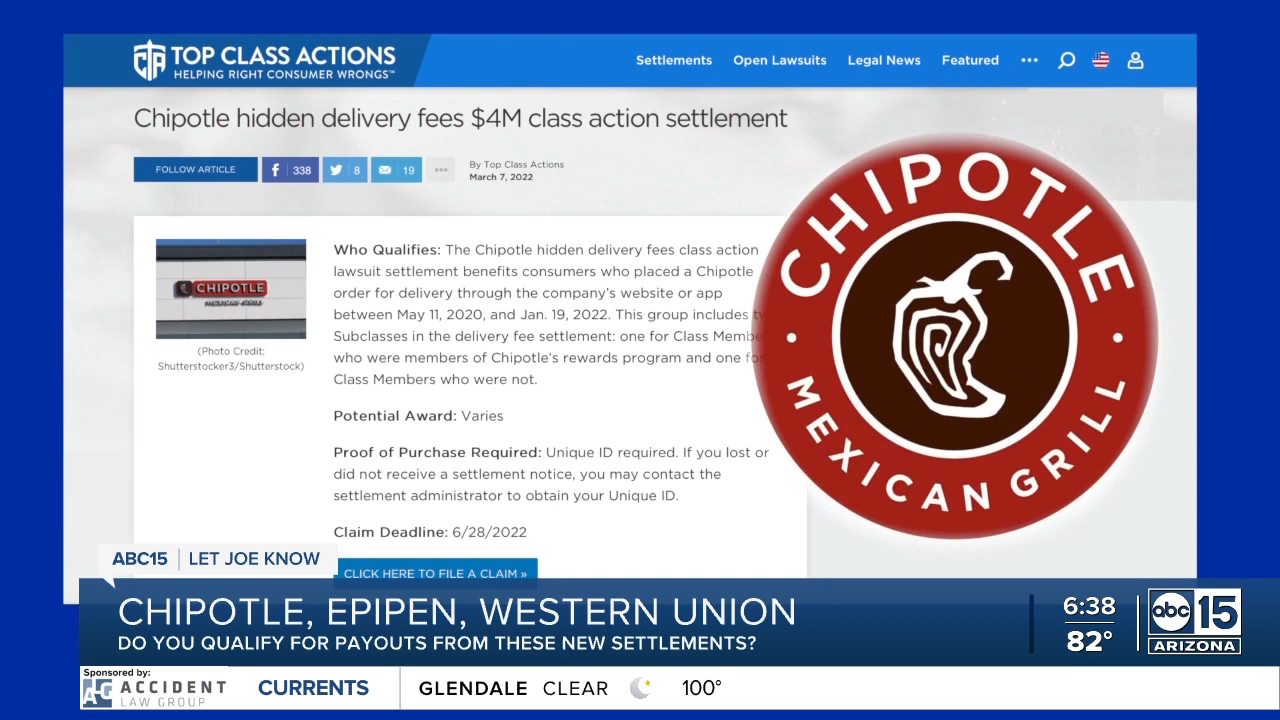 TOP CLASS ACTIONS
HELPING RIGHT CONSUMER WRONGS™
Settlements Open Lawsuits Legal News Featured •••
Chipotle hidden delivery fees $4M class action settlement
FOLLOW ARTICLE
338
8
19
•••
By Top Class Actions
March 7, 2022
CHIPOTLE
(Photo Credit:
Shutterstocker3/Shutterstock)
Who Qualifies: The Chipotle hidden delivery fees class action
lawsuit settlement benefits consumers who placed a Chipotle
order for delivery through the company's website or app
between May 11, 2020, and Jan. 19, 2022. This group includes
Subclasses in the delivery fee settlement: one for Class
who were members of Chipotle's rewards program and one for
Class Members who were not.
Potential Award: Varies
Proof of Purchase Required: Unique ID required. If you lost or
did not receive a settlement notice, you may contact the
settlement administrator to obtain your Unique ID.
Claim Deadline: 6/28/2022
CLICK HERE TO FILE A CLAIM »
CHIPOTLE
MEXICAN GRILL
ABC15 | LET JOE KNOW
CHIPOTLE, EPIPEN, WESTERN UNION
DO YOU QUALIFY FOR PAYOUTS FROM THESE NEW SETTLEMENTS?
6:38
82°
abc 15
ARIZONA
Sponsored by:
AG ACCIDENT
LAW GROUP
CURRENTS
GLENDALE CLEAR 100°